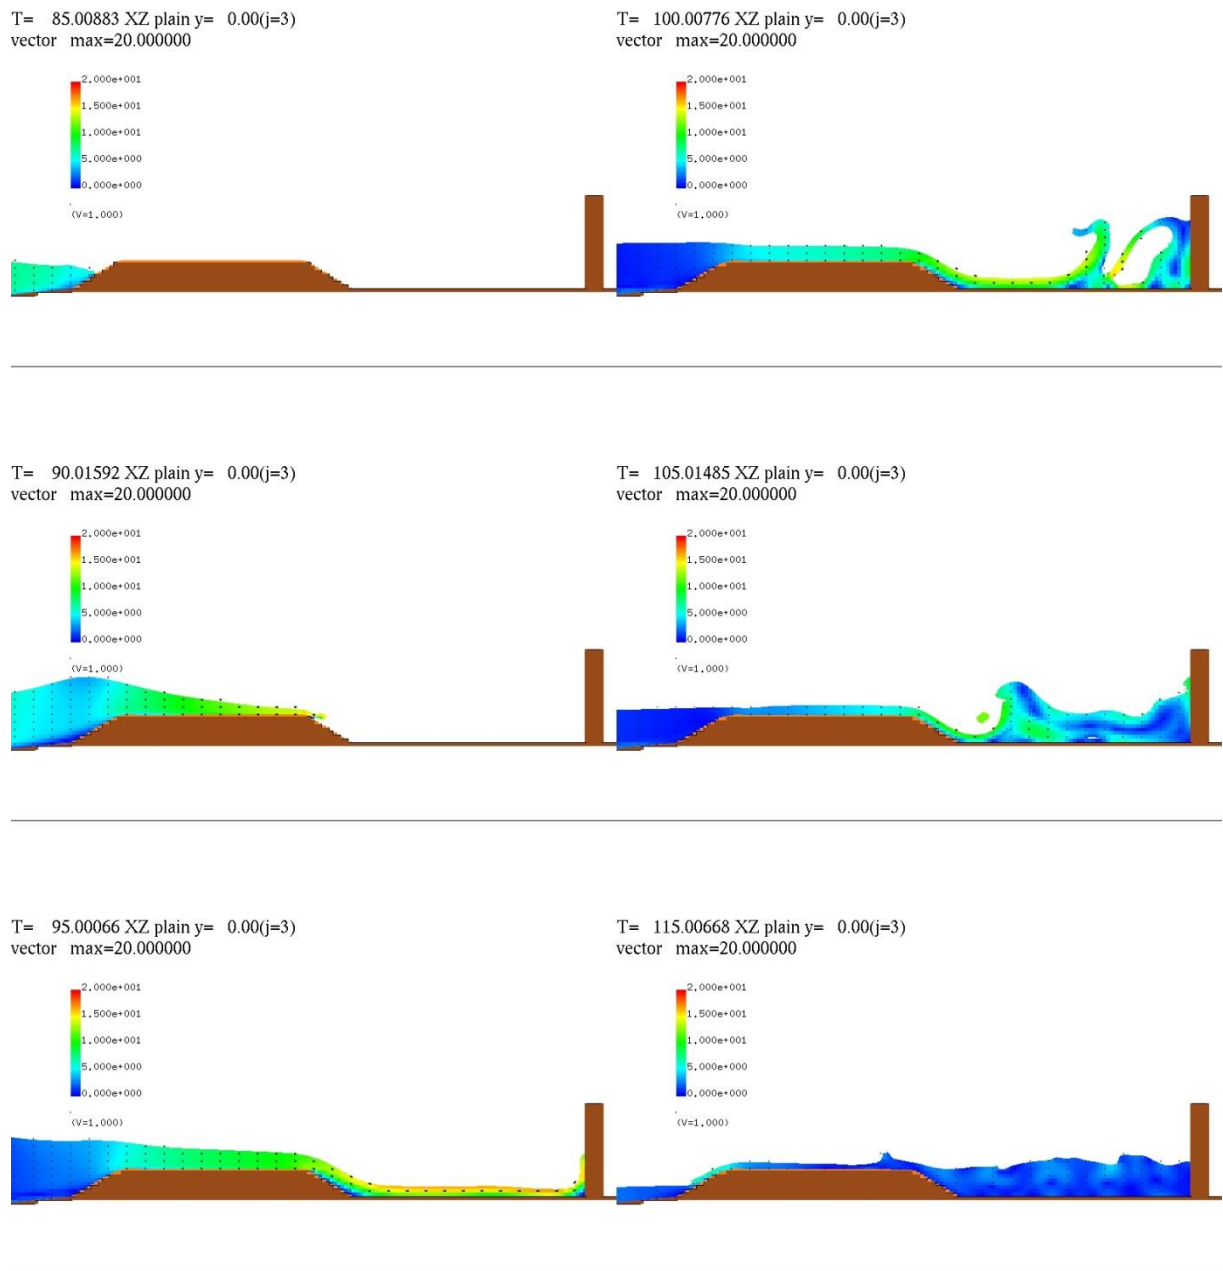 T= 85.00883 XZ plain y= 0.00(j=3)
vector max=20.000000
2.000e+001
1.500e+001
1.000e+001
5.000e+000
0.000e+000
(V=1.000)
T= 100.00776 XZ plain y= 0.00(j=3)
vector max=20.000000
2.000e+001
1.500e+001
1.000e+001
5.000e+000
0.000e+000
(V=1.000)
T= 90.01592 XZ plain y= 0.00(j=3)
vector max=20.000000
2.000e+001
1.500e+001
1.000e+001
5.000e+000
0.000e+000
(V=1.000)
T= 105.01485 XZ plain y= 0.00(j=3)
vector max=20.000000
2.000e+001
1.500e+001
1.000e+001
5.000e+000
0.000e+000
(V=1.000)
T= 95.00066 XZ plain y= 0.00(j=3)
vector max=20.000000
2.000e+001
1.500e+001
1.000e+001
5.000e+000
0.000e+000
(V=1.000)
T= 115.00668 XZ plain y= 0.00(j=3)
vector max=20.000000
2.000e+001
1.500e+001
1.000e+001
5.000e+000
0.000e+000
(V=1.000)